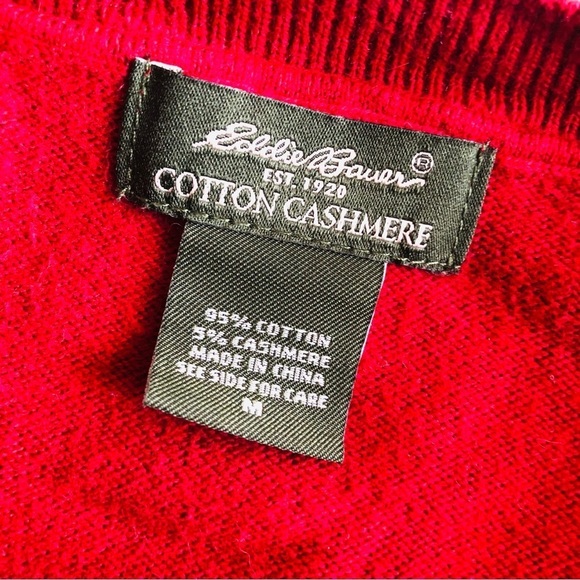 Eddie Bauer®
EST. 1920
COTTON CASHMERE
95% COTTON
5% CASHMERE
MADE IN CHINA
SEE SIDE FOR CARE
M